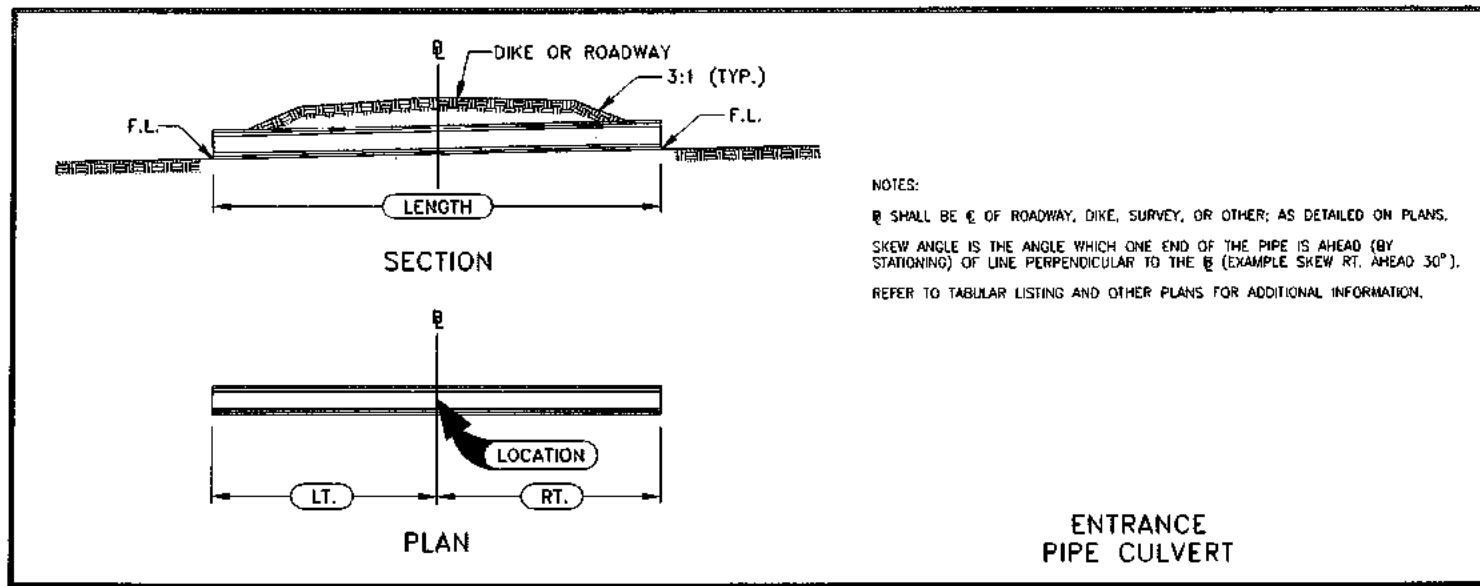 ℄
DIKE OR ROADWAY
3:1 (TYP.)
F.L.
F.L.
LENGTH
SECTION
NOTES:
℄ SHALL BE ℄ OF ROADWAY, DIKE, SURVEY, OR OTHER; AS DETAILED ON PLANS.
SKEW ANGLE IS THE ANGLE WHICH ONE END OF THE PIPE IS AHEAD (BY
STATIONING) OF LINE PERPENDICULAR TO THE ℄ (EXAMPLE SKEW RT. AHEAD 30°).
REFER TO TABULAR LISTING AND OTHER PLANS FOR ADDITIONAL INFORMATION.
℄
LOCATION
LT.
RT.
PLAN
ENTRANCE
PIPE CULVERT